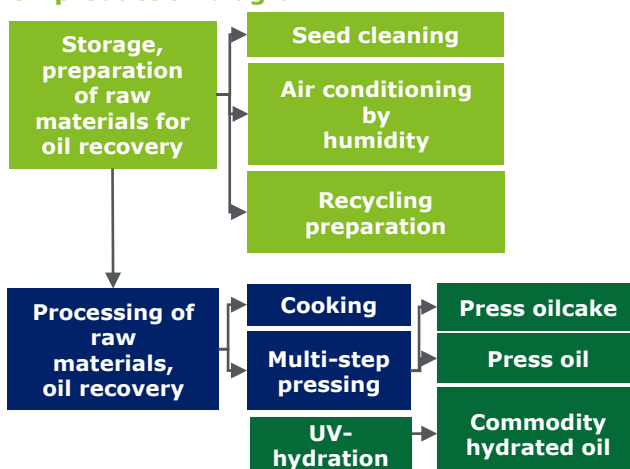 Storage,
preparation
of raw
materials for
oil recovery
Seed cleaning
Air conditioning
by
humidity
Recycling
preparation
Processing of
raw
materials,
oil recovery
Cooking
Multi-step
pressing
Press oilcake
Press oil
UV-
hydration
Commodity
hydrated oil